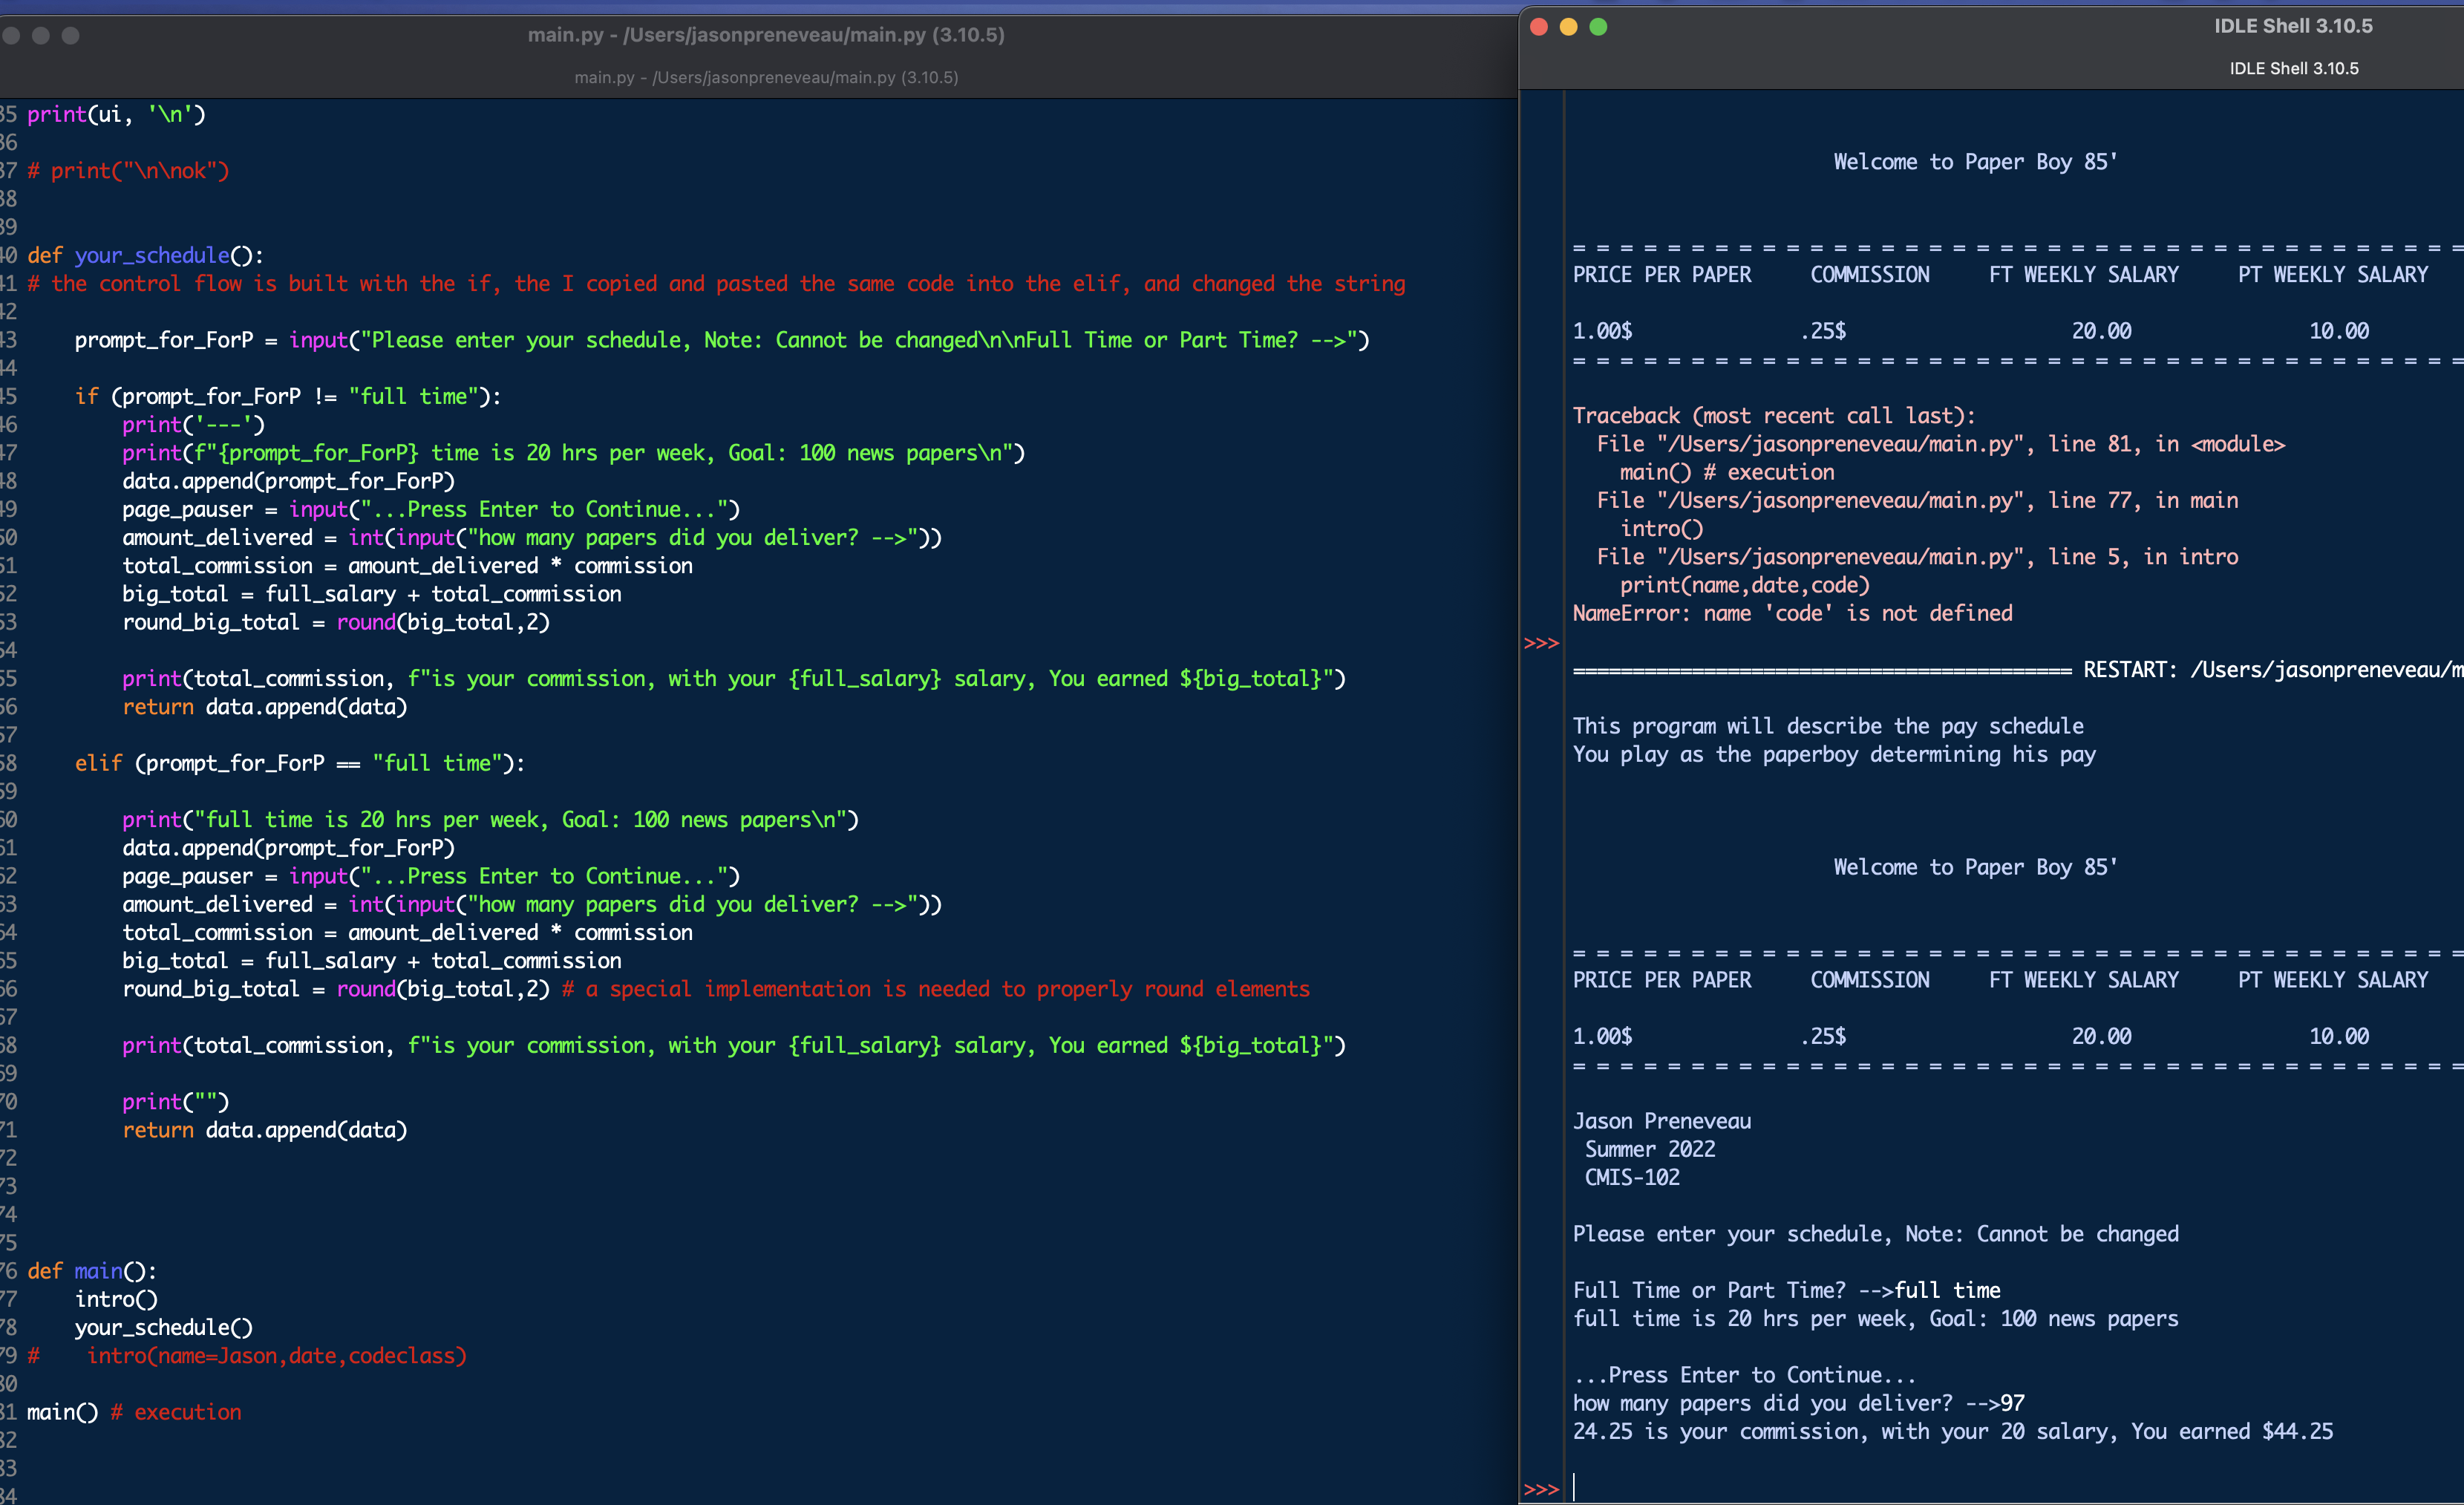 main.py - /Users/jasonpreneveau/main.py (3.10.5)
main.py - /Users/jasonpreneveau/main.py (3.10.5)
35 print(ui, '\n')
36
37 # print("\n\nok")
38
39
40 def your_schedule():
41 # the control flow is built with the if, the I copied and pasted the same code into the elif, and changed the string
42
43     prompt_for_ForP = input("Please enter your schedule, Note: Cannot be changed\n\nFull Time or Part Time? -->")
44
45     if (prompt_for_ForP != "full time"):
46         print('---')
47         print(f"{prompt_for_ForP} time is 20 hrs per week, Goal: 100 news papers\n")
48         data.append(prompt_for_ForP)
49         page_pauser = input("...Press Enter to Continue...")
50         amount_delivered = int(input("how many papers did you deliver? -->"))
51         total_commission = amount_delivered * commission
52         big_total = full_salary + total_commission
53         round_big_total = round(big_total,2)
54
55         print(total_commission, f"is your commission, with your {full_salary} salary, You earned ${big_total}")
56         return data.append(data)
57
58     elif (prompt_for_ForP == "full time"):
59
60         print("full time is 20 hrs per week, Goal: 100 news papers\n")
61         data.append(prompt_for_ForP)
62         page_pauser = input("...Press Enter to Continue...")
63         amount_delivered = int(input("how many papers did you deliver? -->"))
64         total_commission = amount_delivered * commission
65         big_total = full_salary + total_commission
66         round_big_total = round(big_total,2) # a special implementation is needed to properly round elements
67
68         print(total_commission, f"is your commission, with your {full_salary} salary, You earned ${big_total}")
69
70         print("")
71         return data.append(data)
72
73
74
75
76 def main():
77     intro()
78     your_schedule()
79 #    intro(name=Jason,date,codeclass)
80
81 main() # execution
82
83
84
IDLE Shell 3.10.5
IDLE Shell 3.10.5
Welcome to Paper Boy 85'
= = = = = = = = = = = = = = = = = = = = = = = = = = = = = = = = = = = = = =
PRICE PER PAPER     COMMISSION     FT WEEKLY SALARY     PT WEEKLY SALARY
1.00$              .25$                   20.00               10.00
= = = = = = = = = = = = = = = = = = = = = = = = = = = = = = = = = = = = = =
Traceback (most recent call last):
  File "/Users/jasonpreneveau/main.py", line 81, in <module>
    main() # execution
  File "/Users/jasonpreneveau/main.py", line 77, in main
    intro()
  File "/Users/jasonpreneveau/main.py", line 5, in intro
    print(name,date,code)
NameError: name 'code' is not defined
>>>
========================================== RESTART: /Users/jasonpreneveau/m
This program will describe the pay schedule
You play as the paperboy determining his pay
Welcome to Paper Boy 85'
= = = = = = = = = = = = = = = = = = = = = = = = = = = = = = = = = = = = = =
PRICE PER PAPER     COMMISSION     FT WEEKLY SALARY     PT WEEKLY SALARY
1.00$              .25$                   20.00               10.00
= = = = = = = = = = = = = = = = = = = = = = = = = = = = = = = = = = = = = =
Jason Preneveau
 Summer 2022
 CMIS-102
Please enter your schedule, Note: Cannot be changed
Full Time or Part Time? -->full time
full time is 20 hrs per week, Goal: 100 news papers
...Press Enter to Continue...
how many papers did you deliver? -->97
24.25 is your commission, with your 20 salary, You earned $44.25
>>>